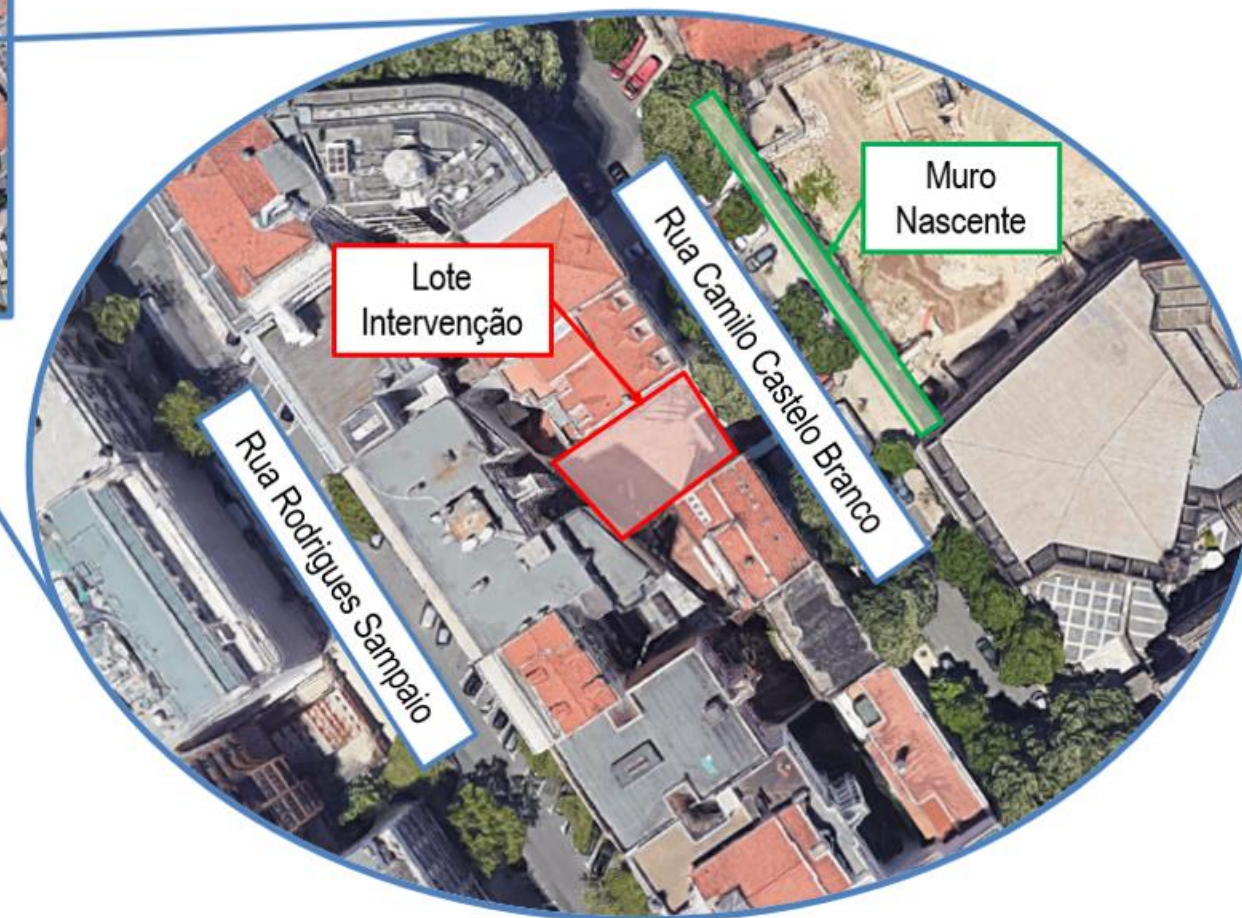 Muro
Nascente
Lote
Intervenção
Rua Camilo Castelo Branco
Rua Rodrigues Sampaio